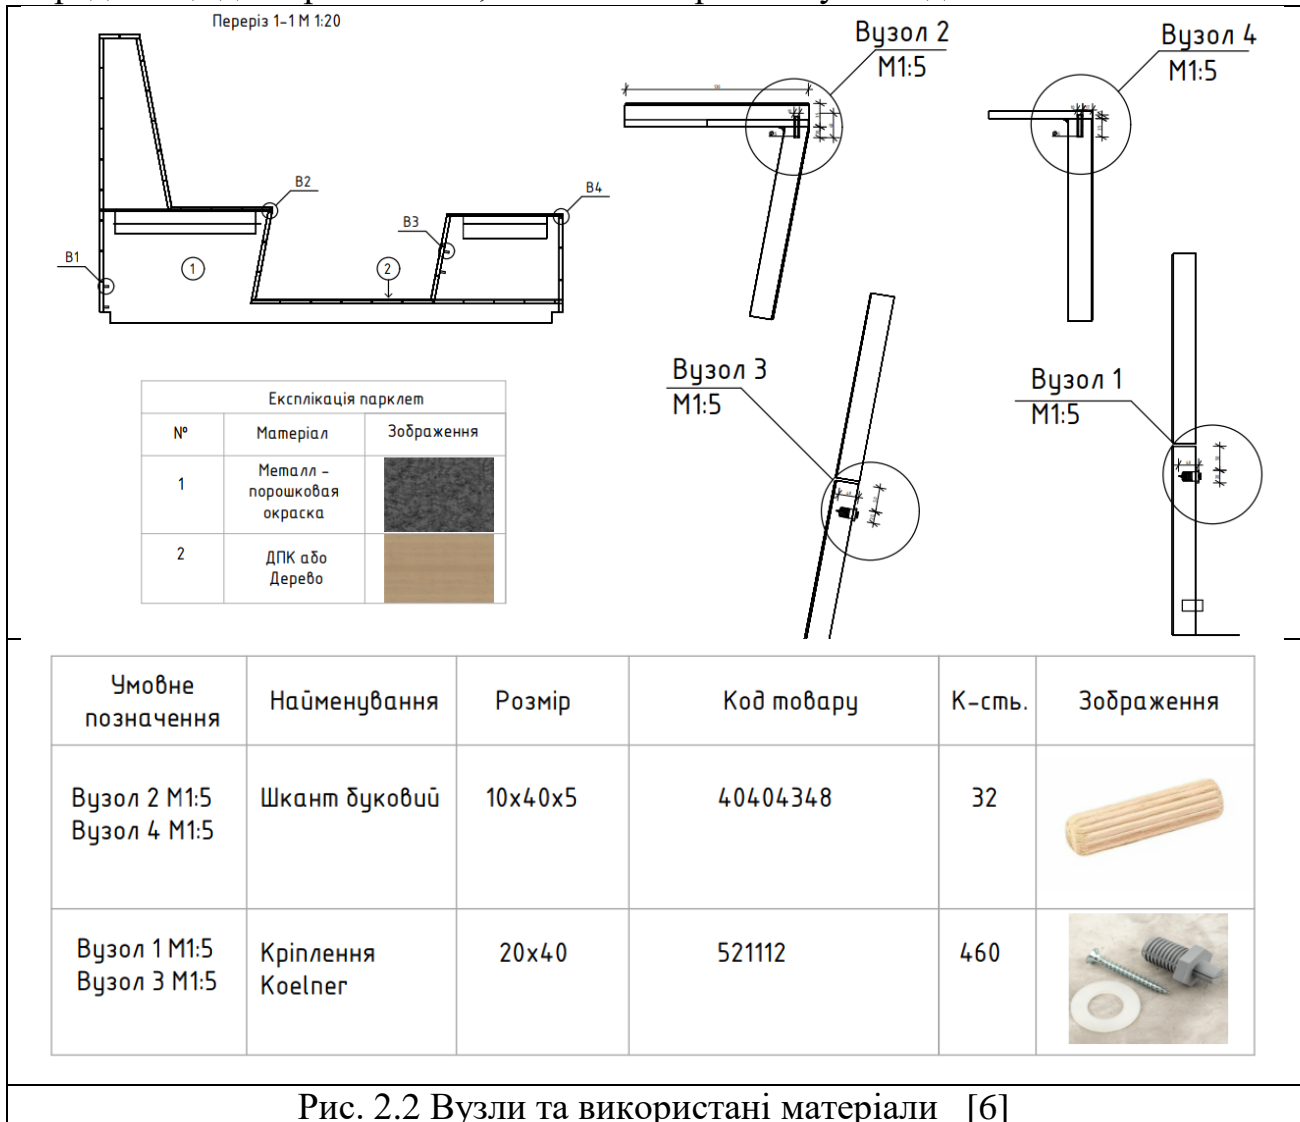 Переріз 1-1 М 1:20
Вузол 2
М1:5
Вузол 4
М1:5
В2
В4
В3
В1
1
2
Вузол 3
М1:5
Вузол 1
М1:5
Експлікація парклет
№ Матеріал Зображення
1 Металл -
порошковая
окраска
2 ДПК або
Дерево
Умовне
позначення
Найменування Розмір Код товару К-сть. Зображення
Вузол 2 М1:5
Вузол 4 М1:5
Шкант буковий 10х40х5 40404348 32
Вузол 1 М1:5
Вузол 3 М1:5
Кріплення
Koelner
20х40 521112 460
Рис. 2.2 Вузли та використані матеріали [6]